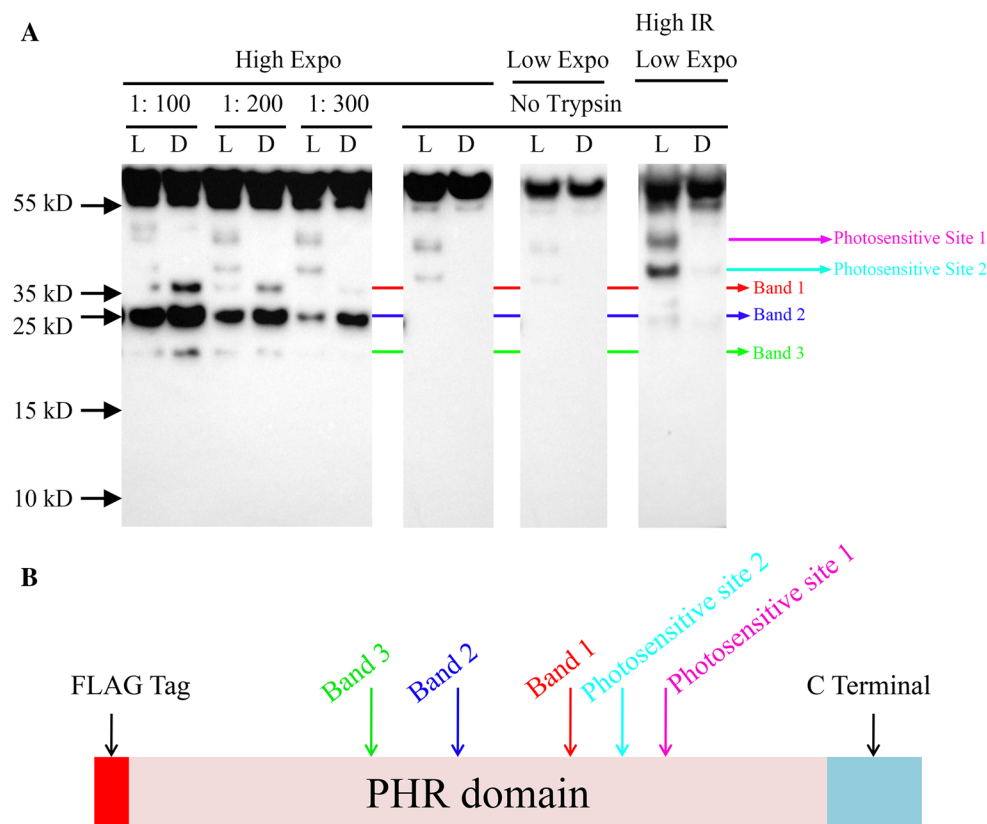 A
High IR
High Expo
Low Expo
Low Expo
1: 100
1: 200
1: 300
No Trypsin
L D L D L D L D L D L D
55 kD
Photosensitive Site 1
Photosensitive Site 2
35 kD
Band 1
25 kD
Band 2
Band 3
15 kD
10 kD
B
FLAG Tag
Band 3
Band 2
Band 1
Photosensitive site 2
Photosensitive site 1
C Terminal
PHR domain